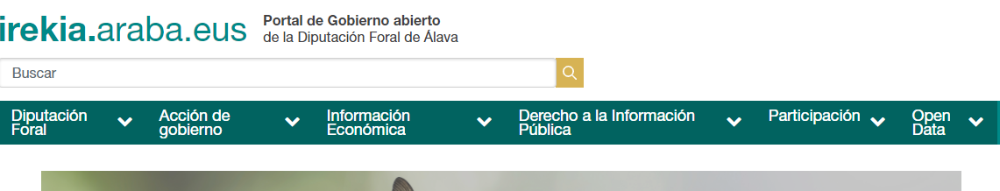 irekia.araba.eus
Portal de Gobierno abierto
de la Diputación Foral de Álava
Buscar
Diputación
Foral
Acción de
gobierno
Información
Económica
Derecho a la Información
Pública
Participación
Open
Data